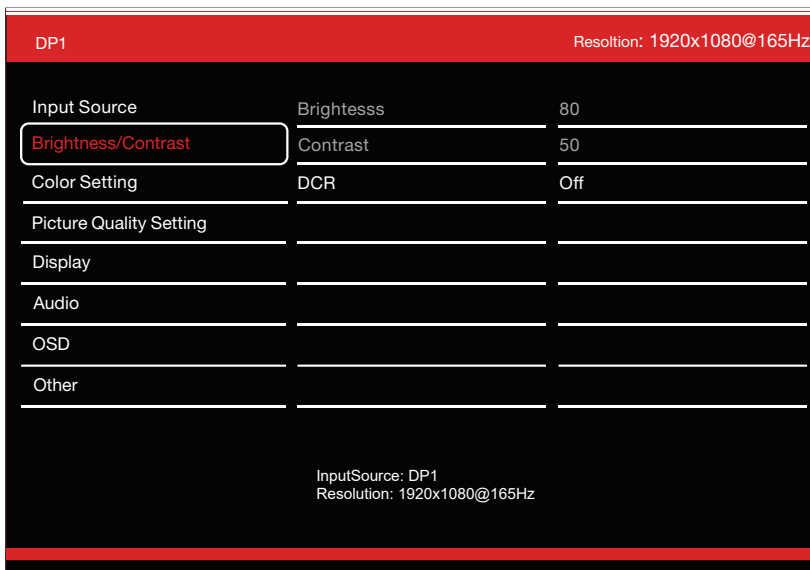 DP1 Resoltion: 1920x1080@165Hz
Input Source Brightesss 80
Brightness/Contrast Contrast 50
Color Setting DCR Off
Picture Quality Setting
Display
Audio
OSD
Other
InputSource: DP1
Resolution: 1920x1080@165Hz